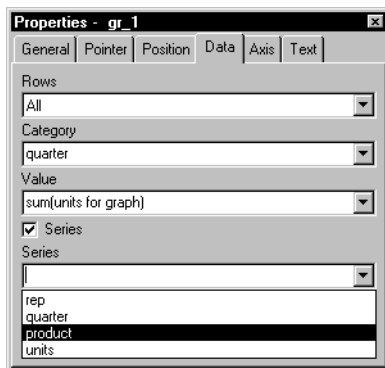 Properties - gr_1
General Pointer Position Data Axis Text
Rows
All
Category
quarter
Value
sum(units for graph)
Series
Series
rep
quarter
product
units